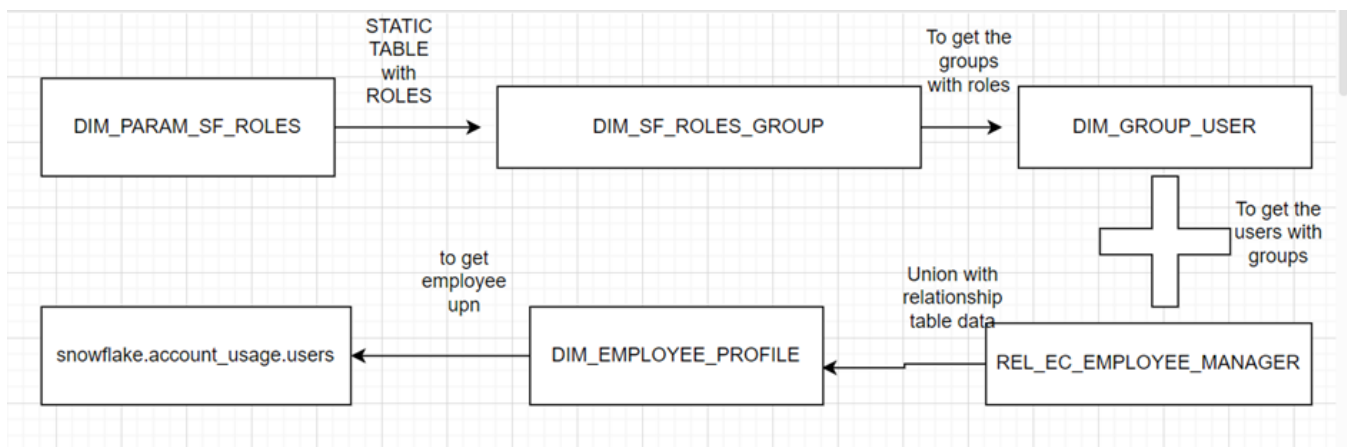 STATIC
TABLE
with
ROLES
To get the
groups
with roles
DIM_PARAM_SF_ROLES
DIM_SF_ROLES_GROUP
DIM_GROUP_USER
To get the
users with
groups
to get
employee
upn
Union with
relationship
table data
snowflake.account_usage.users
DIM_EMPLOYEE_PROFILE
REL_EC_EMPLOYEE_MANAGER